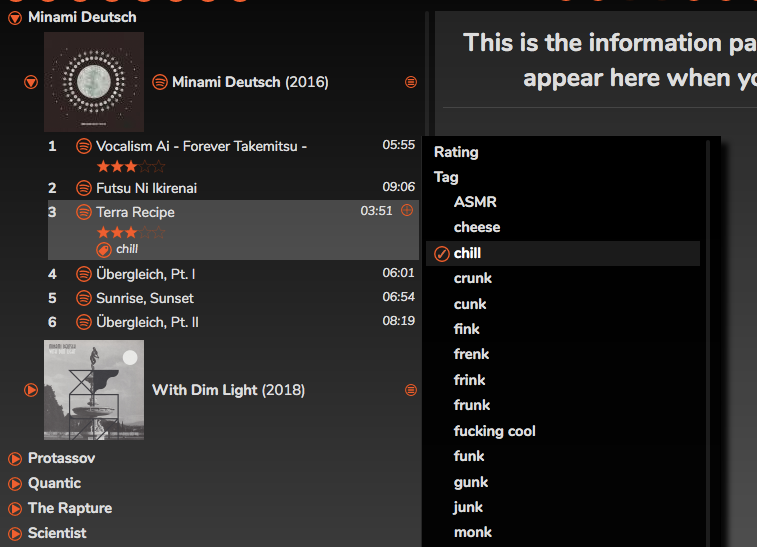 Minami Deutsch
Minami Deutsch (2016)
1 Vocalism Ai - Forever Takemitsu - 05:55
2 Futsu Ni Ikirenai 09:06
3 Terra Recipe 03:51
chill
4 Übergleich, Pt. I 06:01
5 Sunrise, Sunset 06:54
6 Übergleich, Pt. II 08:19
With Dim Light (2018)
Protassov
Quantic
The Rapture
Scientist
This is the information pa
appear here when yo
Rating
Tag
ASMR
cheese
chill
crunk
cunk
fink
frenk
frink
frunk
fucking cool
funk
gunk
junk
monk